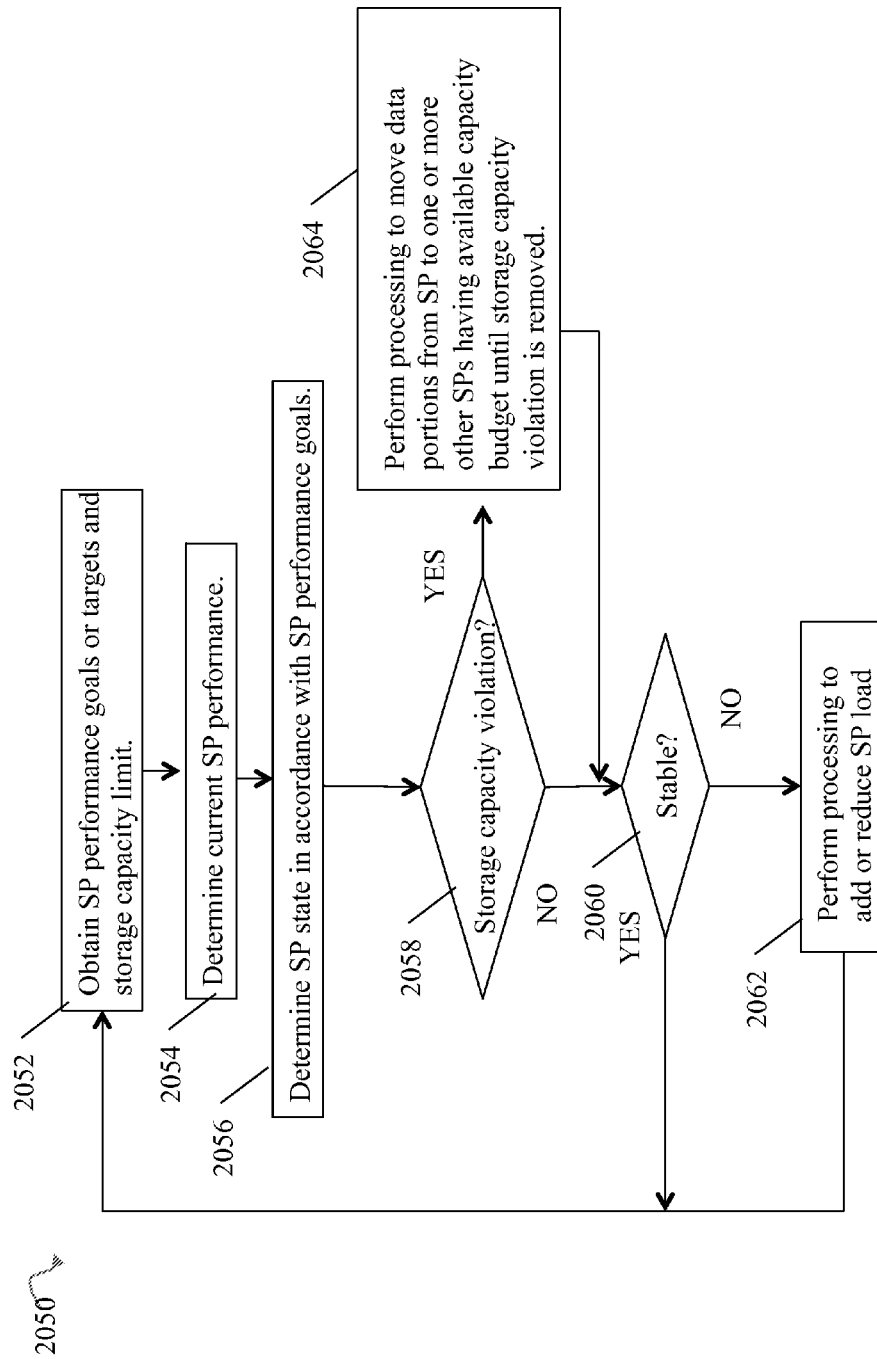 2050
2052
Obtain SP performance goals or targets and
storage capacity limit.
2054
Determine current SP performance.
2056
Determine SP state in accordance with SP performance goals.
2058
Storage capacity violation?
YES
NO
2064
Perform processing to move data
portions from SP to one or more
other SPs having available capacity
budget until storage capacity
violation is removed.
2060
Stable?
YES
NO
2062
Perform processing to
add or reduce SP load